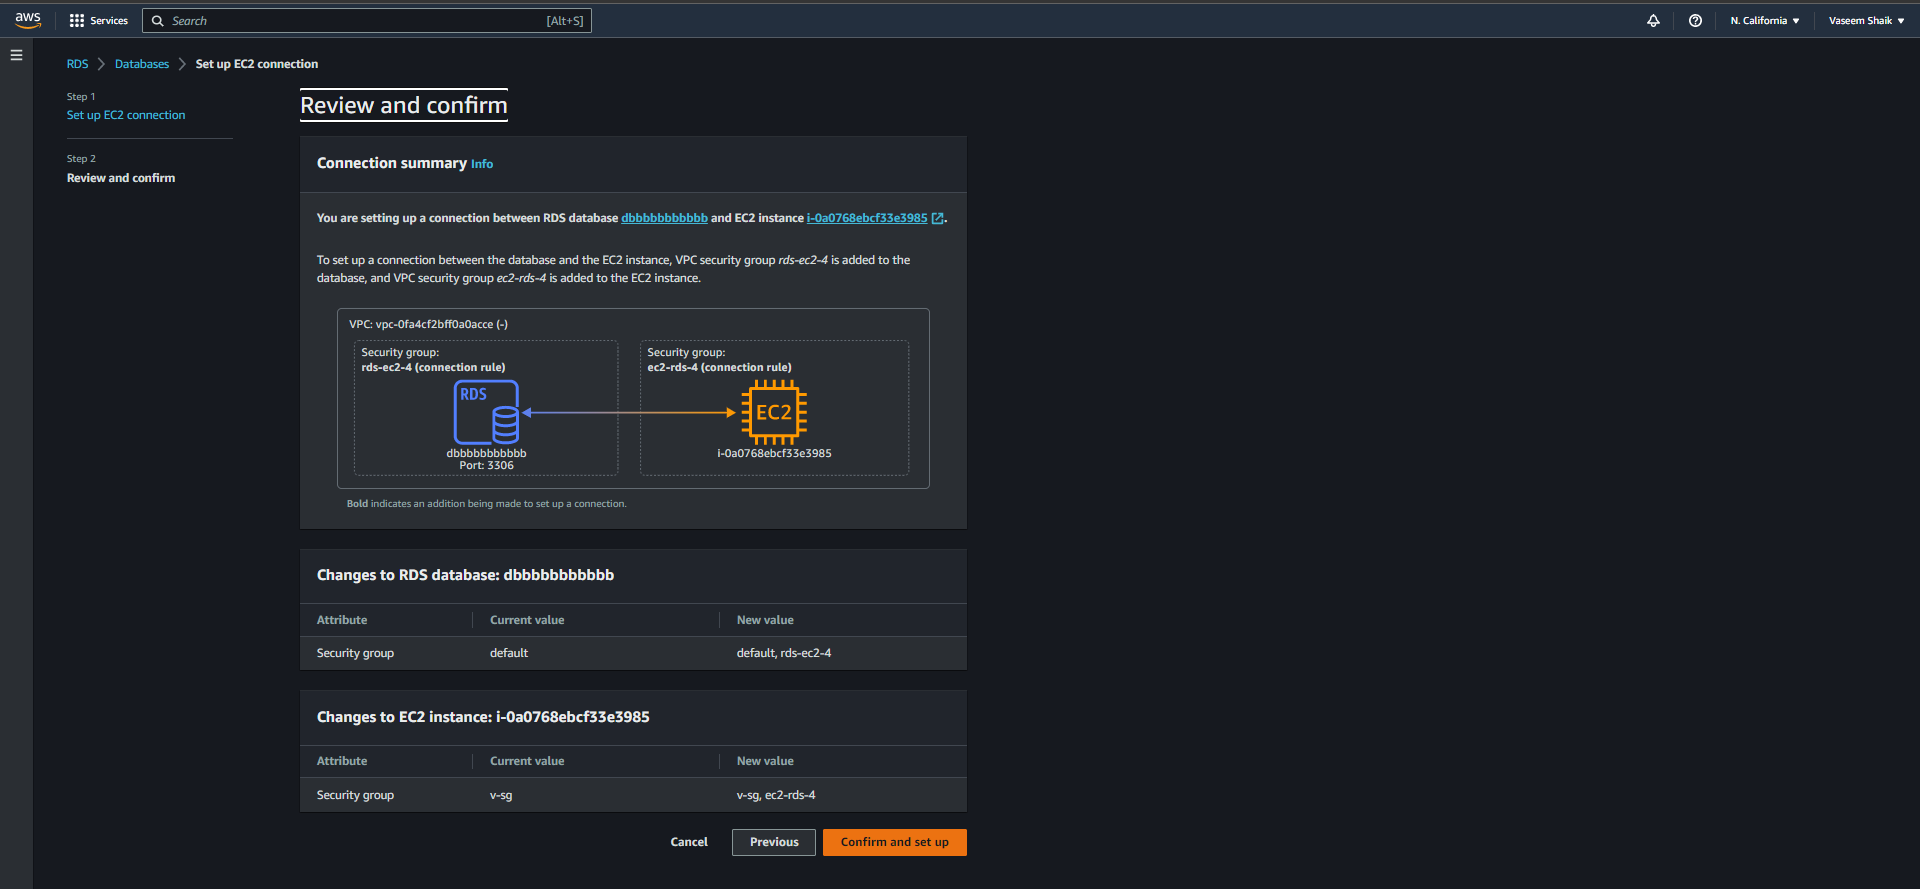 aws Services Search [Alt+S] N. California Vaseem Shaik
RDS Databases Set up EC2 connection
Step 1
Set up EC2 connection
Step 2
Review and confirm
Review and confirm
Connection summary Info
You are setting up a connection between RDS database dbbbbbbbbbbb and EC2 instance i-0a0768ebcf33e3985.
To set up a connection between the database and the EC2 instance, VPC security group rds-ec2-4 is added to the
database, and VPC security group ec2-rds-4 is added to the EC2 instance.
VPC: vpc-0fa4cf2bff0a0acce (-)
Security group:
rds-ec2-4 (connection rule)
RDS
dbbbbbbbbbbb
Port: 3306
Security group:
ec2-rds-4 (connection rule)
EC2
i-0a0768ebcf33e3985
Bold indicates an addition being made to set up a connection.
Changes to RDS database: dbbbbbbbbbbb
Attribute Current value New value
Security group default default, rds-ec2-4
Changes to EC2 instance: i-0a0768ebcf33e3985
Attribute Current value New value
Security group v-sg v-sg, ec2-rds-4
Cancel Previous Confirm and set up